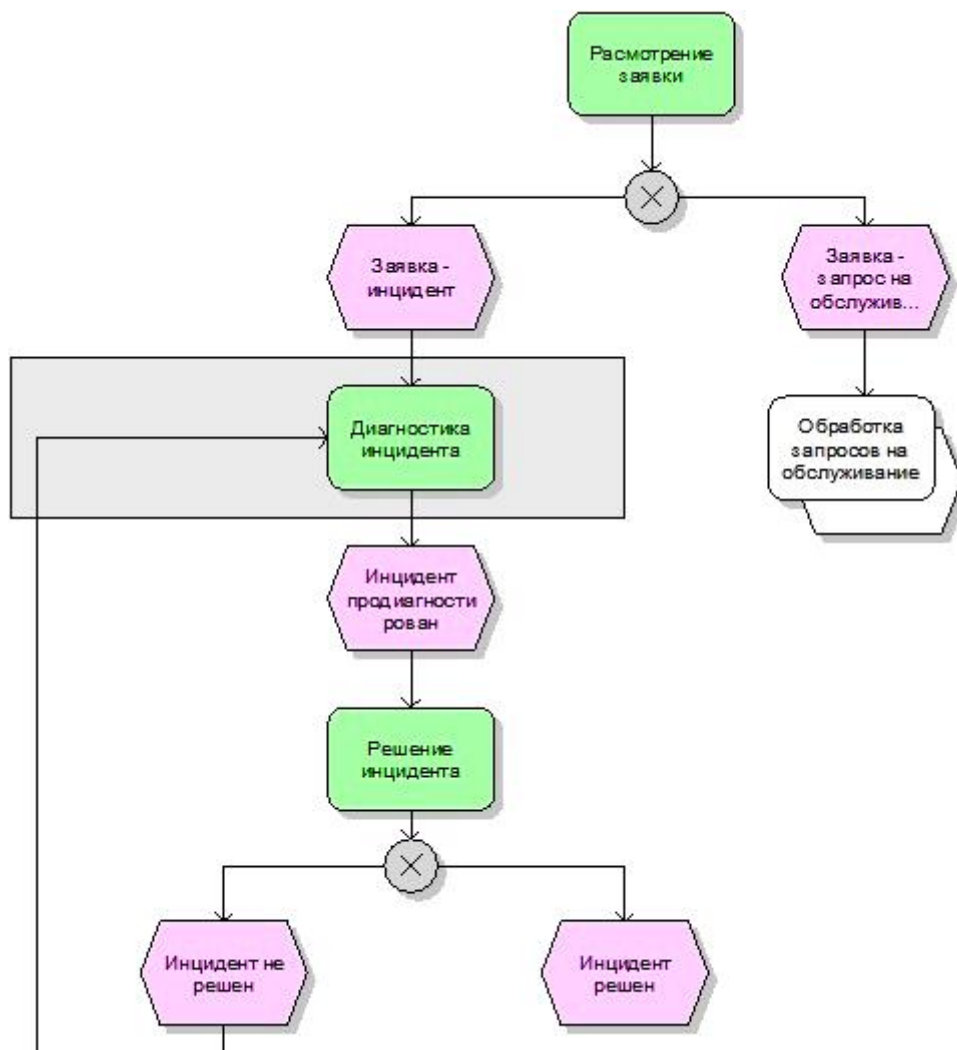 Расмотрение
заявки
Заявка -
инцидент
Заявка -
запрос на
обслужив...
Диагностика
инцидента
Обработка
запросов на
обслуживание
Инцидент
продиагности
рован
Решение
инцидента
Инцидент не
решен
Инцидент
решен